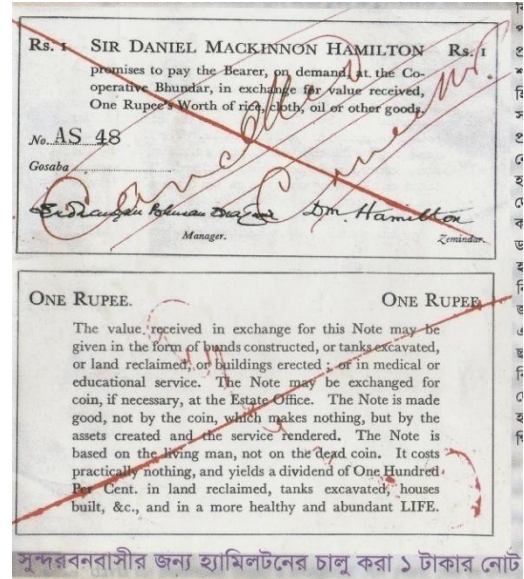 Rs. 1 SIR DANIEL MACKINNON HAMILTON Rs. 1
promises to pay the Bearer, on demand, at the Co-
operative Bhundar, in exchange for value received,
One Rupee's Worth of rice, cloth, oil or other goods.
No. AS 48
Gosaba
Cancelled
DM Hamilton
Manager.
Zemindar.
ONE RUPEE. ONE RUPEE
The value received in exchange for this Note may be
given in the form of bunds constructed, or tanks excavated,
or land reclaimed, or buildings erected ; or in medical or
educational service. The Note may be exchanged for
coin, if necessary, at the Estate Office. The Note is made
good, not by the coin, which makes nothing, but by the
assets created and the service rendered. The Note is
based on the living man, not on the dead coin. It costs
practically nothing, and yields a dividend of One Hundred
Per Cent. in land reclaimed, tanks excavated, houses
built, &c., and in a more healthy and abundant LIFE.
সুন্দরবনবাসীর জন্য হ্যামিলটনের চালু করা ১ টাকার নোট